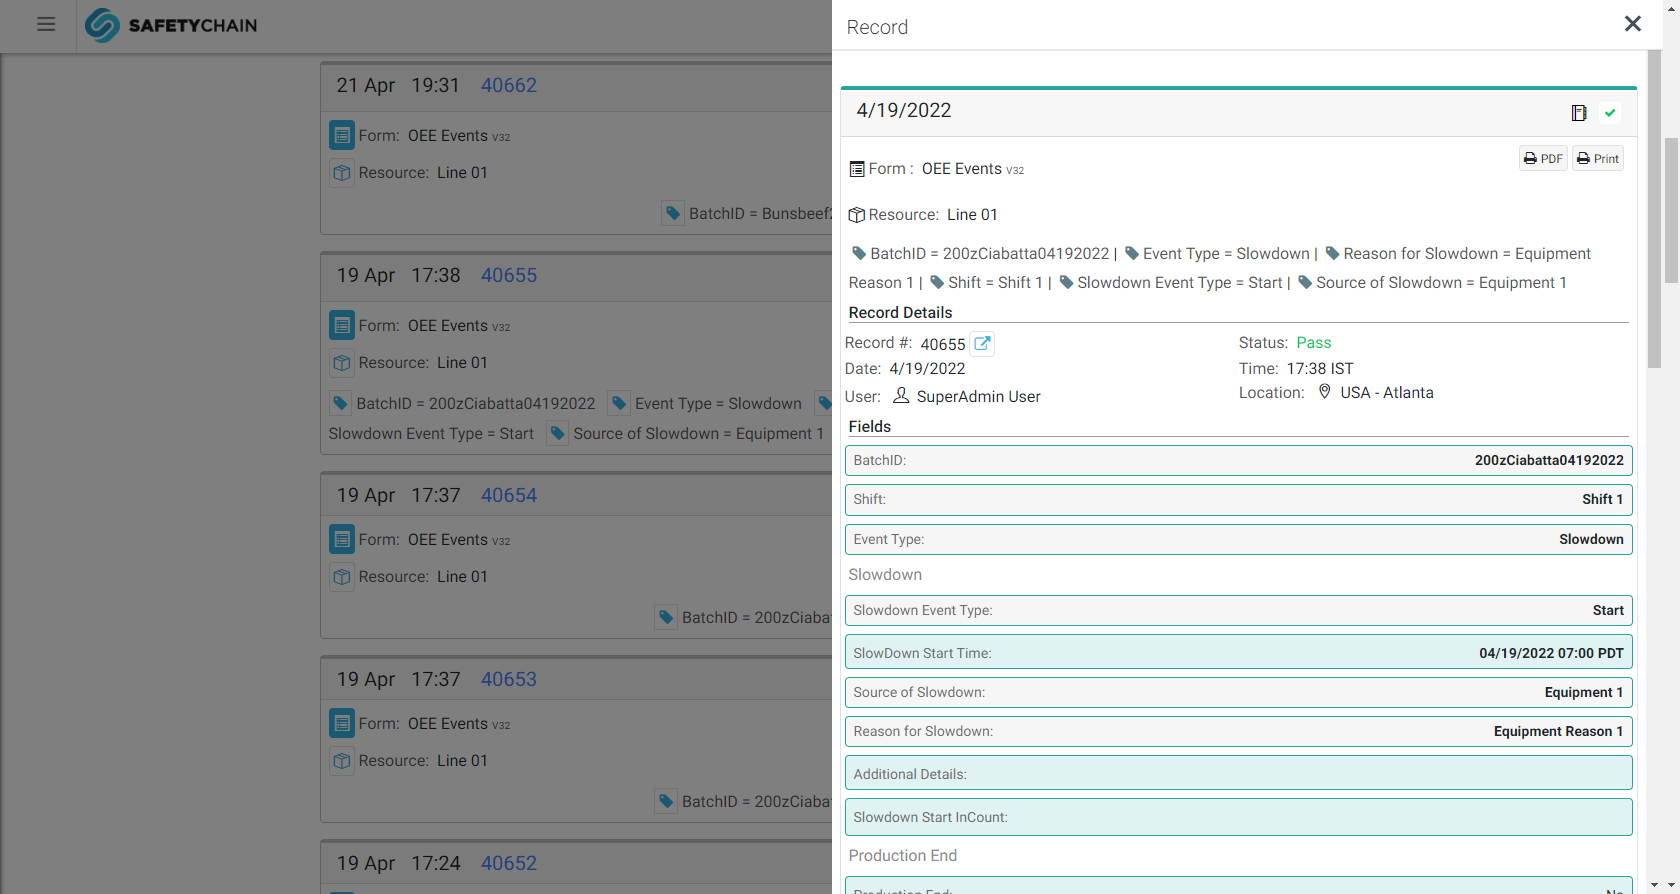 SAFETYCHAIN
21 Apr 19:31 40662
Form: OEE Events V32
Resource: Line 01
BatchID = Bunsbeef2
19 Apr 17:38 40655
Form: OEE Events V32
Resource: Line 01
BatchID = 200zCiabatta04192022 Event Type = Slowdown
Slowdown Event Type = Start Source of Slowdown = Equipment 1
19 Apr 17:37 40654
Form: OEE Events V32
Resource: Line 01
BatchID = 200zCiaba
19 Apr 17:37 40653
Form: OEE Events V32
Resource: Line 01
BatchID = 200zCiaba
19 Apr 17:24 40652
Record
4/19/2022
PDF Print
Form : OEE Events V32
Resource: Line 01
BatchID = 200zCiabatta04192022 | Event Type = Slowdown | Reason for Slowdown = Equipment
Reason 1 | Shift = Shift 1 | Slowdown Event Type = Start | Source of Slowdown = Equipment 1
Record Details
Record #: 40655 Status: Pass
Date: 4/19/2022 Time: 17:38 IST
User: SuperAdmin User Location: USA - Atlanta
Fields
BatchID: 200zCiabatta04192022
Shift: Shift 1
Event Type: Slowdown
Slowdown
Slowdown Event Type: Start
SlowDown Start Time: 04/19/2022 07:00 PDT
Source of Slowdown: Equipment 1
Reason for Slowdown: Equipment Reason 1
Additional Details:
Slowdown Start InCount:
Production End
Production End: No